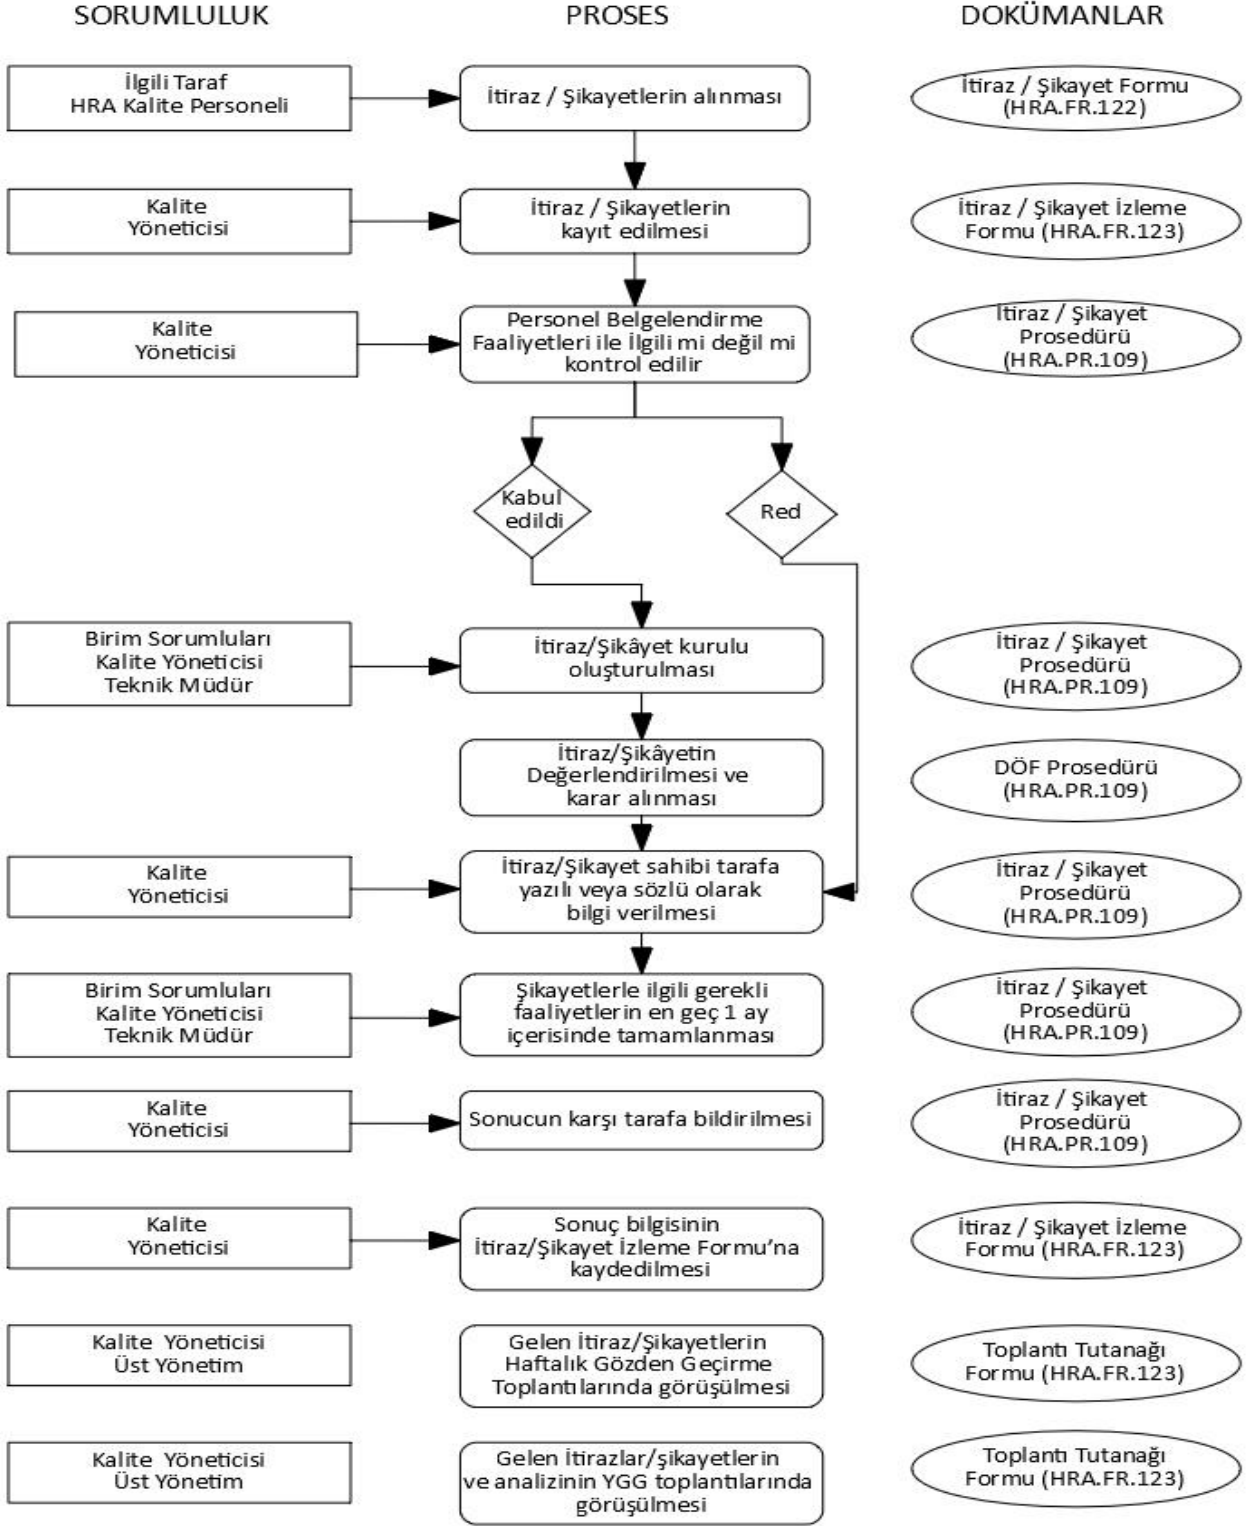 SORUMLULUK
PROSES
DOKÜMANLAR
İlgili Taraf
HRA Kalite Personeli
İtiraz / Şikayetlerin alınması
İtiraz / Şikayet Formu
(HRA.FR.122)
Kalite
Yöneticisi
İtiraz / Şikayetlerin
kayıt edilmesi
İtiraz / Şikayet İzleme
Formu (HRA.FR.123)
Kalite
Yöneticisi
Personel Belgelendirme
Faaliyetleri ile İlgili mi değil mi
kontrol edilir
İtiraz / Şikayet
Prosedürü
(HRA.PR.109)
Kabul
edildi
Red
Birim Sorumluları
Kalite Yöneticisi
Teknik Müdür
İtiraz/Şikâyet kurulu
oluşturulması
İtiraz / Şikayet
Prosedürü
(HRA.PR.109)
İtiraz/Şikâyetin
Değerlendirilmesi ve
karar alınması
DÖF Prosedürü
(HRA.PR.109)
Kalite
Yöneticisi
İtiraz/Şikayet sahibi tarafa
yazılı veya sözlü olarak
bilgi verilmesi
İtiraz / Şikayet
Prosedürü
(HRA.PR.109)
Birim Sorumluları
Kalite Yöneticisi
Teknik Müdür
Şikayetlerle ilgili gerekli
faaliyetlerin en geç 1 ay
içerisinde tamamlanması
İtiraz / Şikayet
Prosedürü
(HRA.PR.109)
Kalite
Yöneticisi
Sonucun karşı tarafa bildirilmesi
İtiraz / Şikayet
Prosedürü
(HRA.PR.109)
Kalite
Yöneticisi
Sonuç bilgisinin
İtiraz/Şikayet İzleme Formu’na
kaydedilmesi
İtiraz / Şikayet İzleme
Formu (HRA.FR.123)
Kalite Yöneticisi
Üst Yönetim
Gelen İtiraz/Şikayetlerin
Haftalık Gözden Geçirme
Toplantılarında görüşülmesi
Toplantı Tutanağı
Formu (HRA.FR.123)
Kalite Yöneticisi
Üst Yönetim
Gelen İtirazlar/şikayetlerin
ve analizinin YGG toplantılarında
görüşülmesi
Toplantı Tutanağı
Formu (HRA.FR.123)